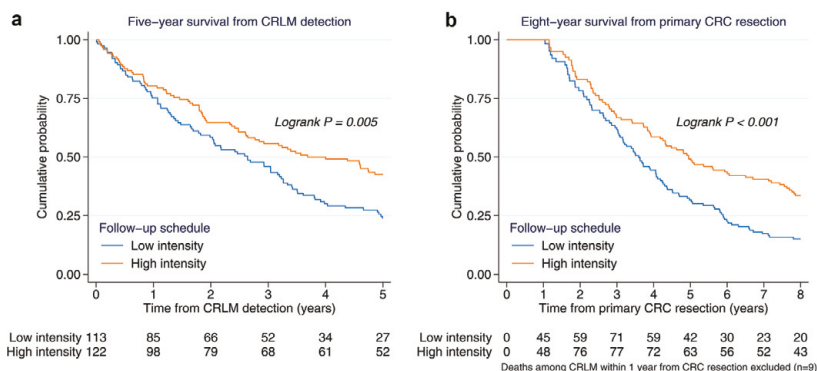 a
Five-year survival from CRLM detection
1.00
0.75
0.50
0.25
0.00
Cumulative probability
Logrank P = 0.005
Follow-up schedule
Low intensity
High intensity
0 1 2 3 4 5
Time from CRLM detection (years)
Low intensity 113 85 66 52 34 27
High intensity 122 98 79 68 61 52
b
Eight-year survival from primary CRC resection
1.00
0.75
0.50
0.25
0.00
Cumulative probability
Logrank P < 0.001
Follow-up schedule
Low intensity
High intensity
0 1 2 3 4 5 6 7 8
Time from primary CRC resection (years)
Low intensity 0 45 59 71 59 42 30 23 20
High intensity 0 48 76 77 72 63 56 52 43
Deaths among CRLM within 1 year from CRC resection excluded (n=9)